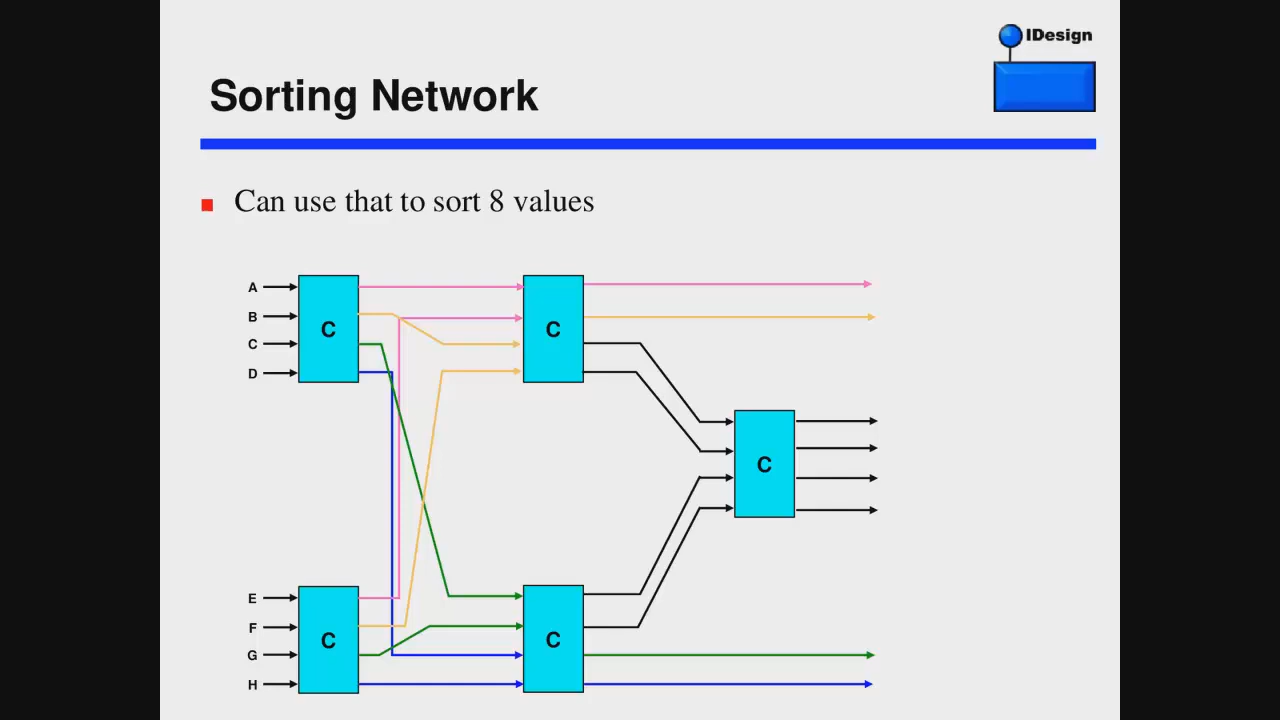 IDesign
Sorting Network
Can use that to sort 8 values
A
B
C
D
C
C
C
E
F
G
H
C
C